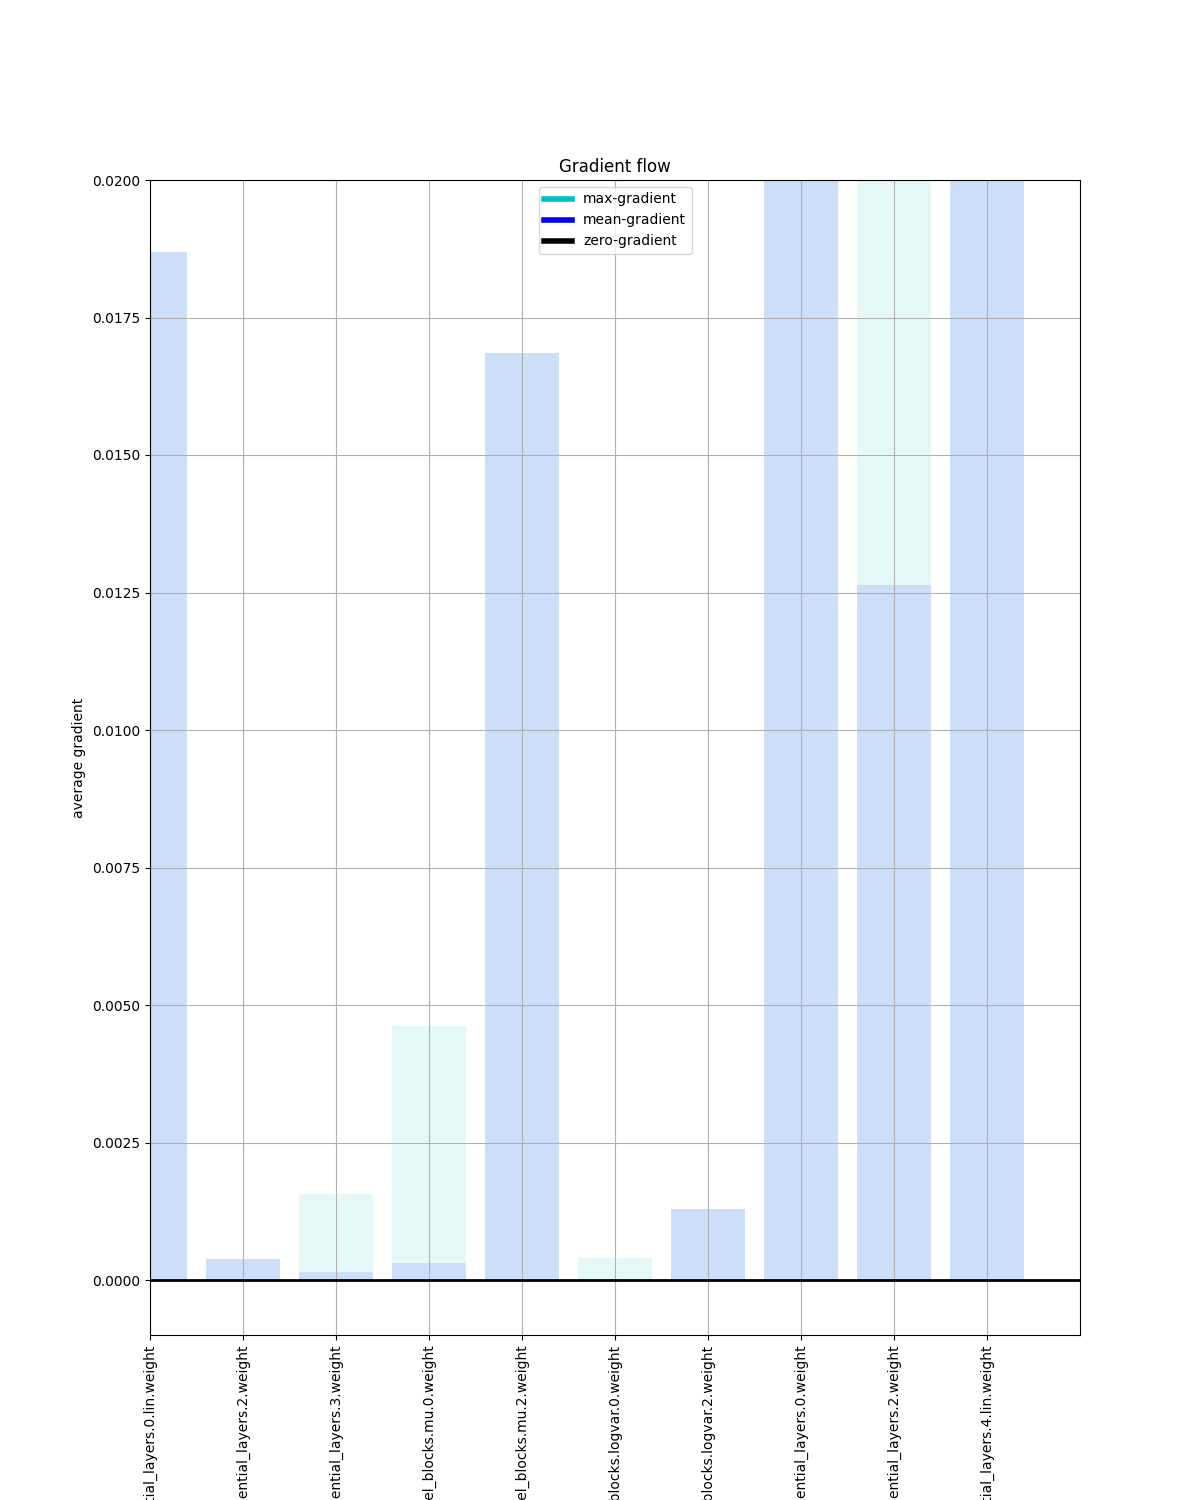 Gradient flow
max-gradient
mean-gradient
zero-gradient
0.0200
0.0175
0.0150
0.0125
0.0100
0.0075
0.0050
0.0025
0.0000
average gradient
tial_layers.0.lin.weight
ential_layers.2.weight
ential_layers.3.weight
el_blocks.mu.0.weight
el_blocks.mu.2.weight
blocks.logvar.0.weight
blocks.logvar.2.weight
ential_layers.0.weight
ential_layers.2.weight
tial_layers.4.lin.weight